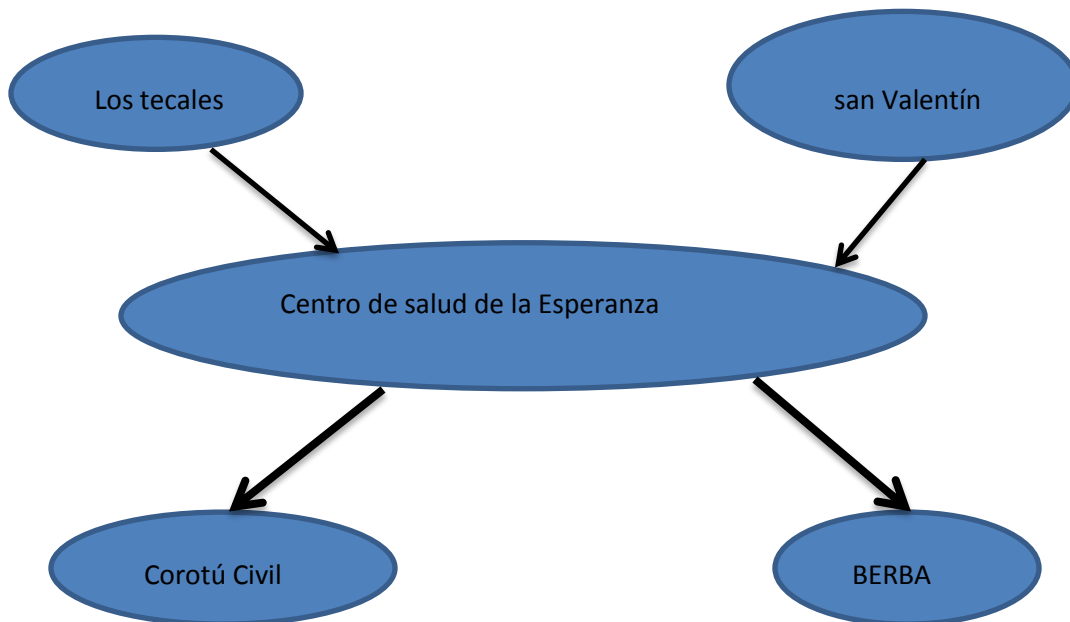 Los tecales
san Valentín
Centro de salud de la Esperanza
Corotú Civil
BERBA